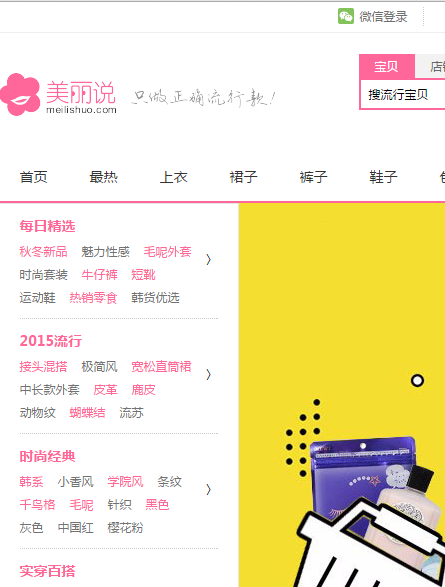 微信登录
宝贝
美丽说
meilishuo.com
只做正确流行款!
搜流行宝贝
首页 最热 上衣 裙子 裤子 鞋子
每日精选
秋冬新品 魅力性感 毛呢外套
时尚套装 牛仔裤 短靴
运动鞋 热销零食 韩货优选
2015流行
接头混搭 极简风 宽松直筒裙
中长款外套 皮革 鹿皮
动物纹 蝴蝶结 流苏
时尚经典
韩系 小香风 学院风 条纹
千鸟格 毛呢 针织 黑色
灰色 中国红 樱花粉
实穿百搭